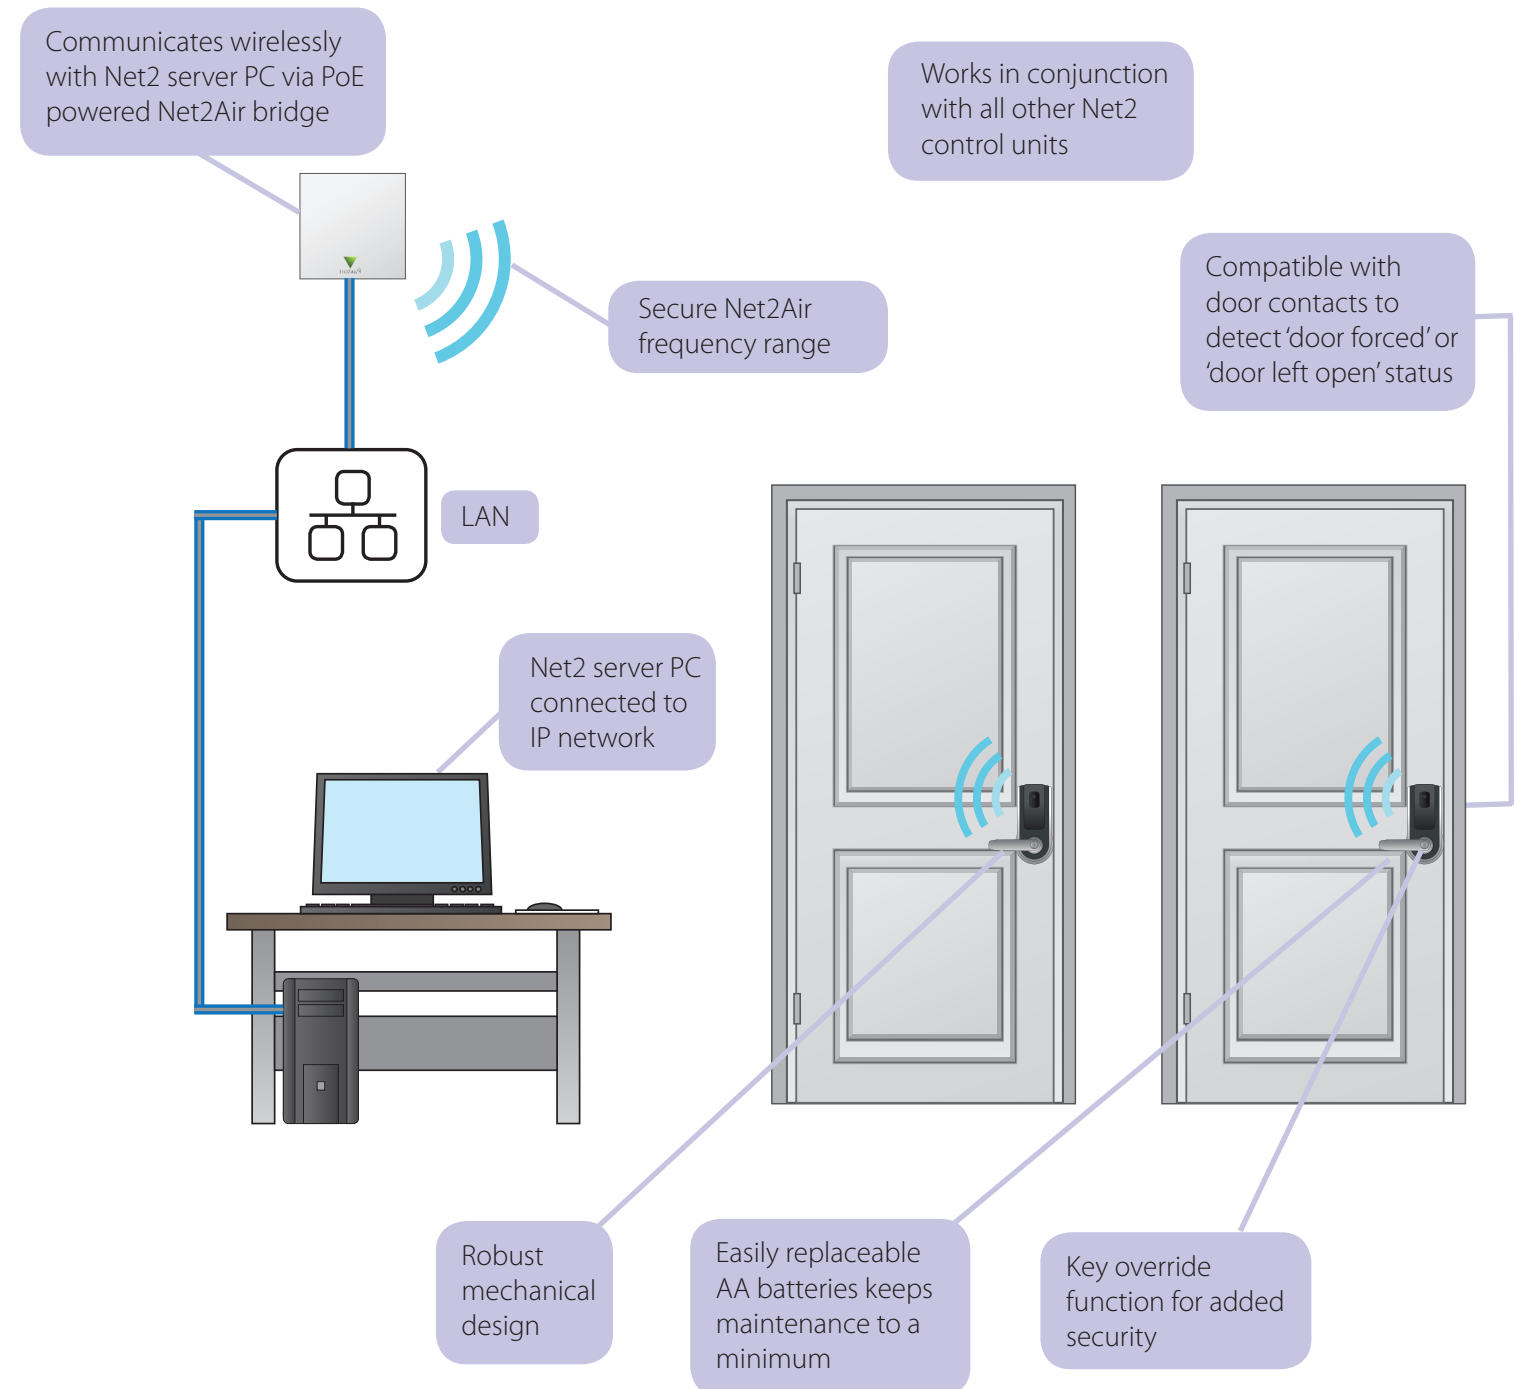 Communicates wirelessly
with Net2 server PC via PoE
powered Net2Air bridge
Works in conjunction
with all other Net2
control units
Secure Net2Air
frequency range
Compatible with
door contacts to
detect ‘door forced’ or
‘door left open’ status
LAN
Net2 server PC
connected to
IP network
Robust
mechanical
design
Easily replaceable
AA batteries keeps
maintenance to a
minimum
Key override
function for added
security